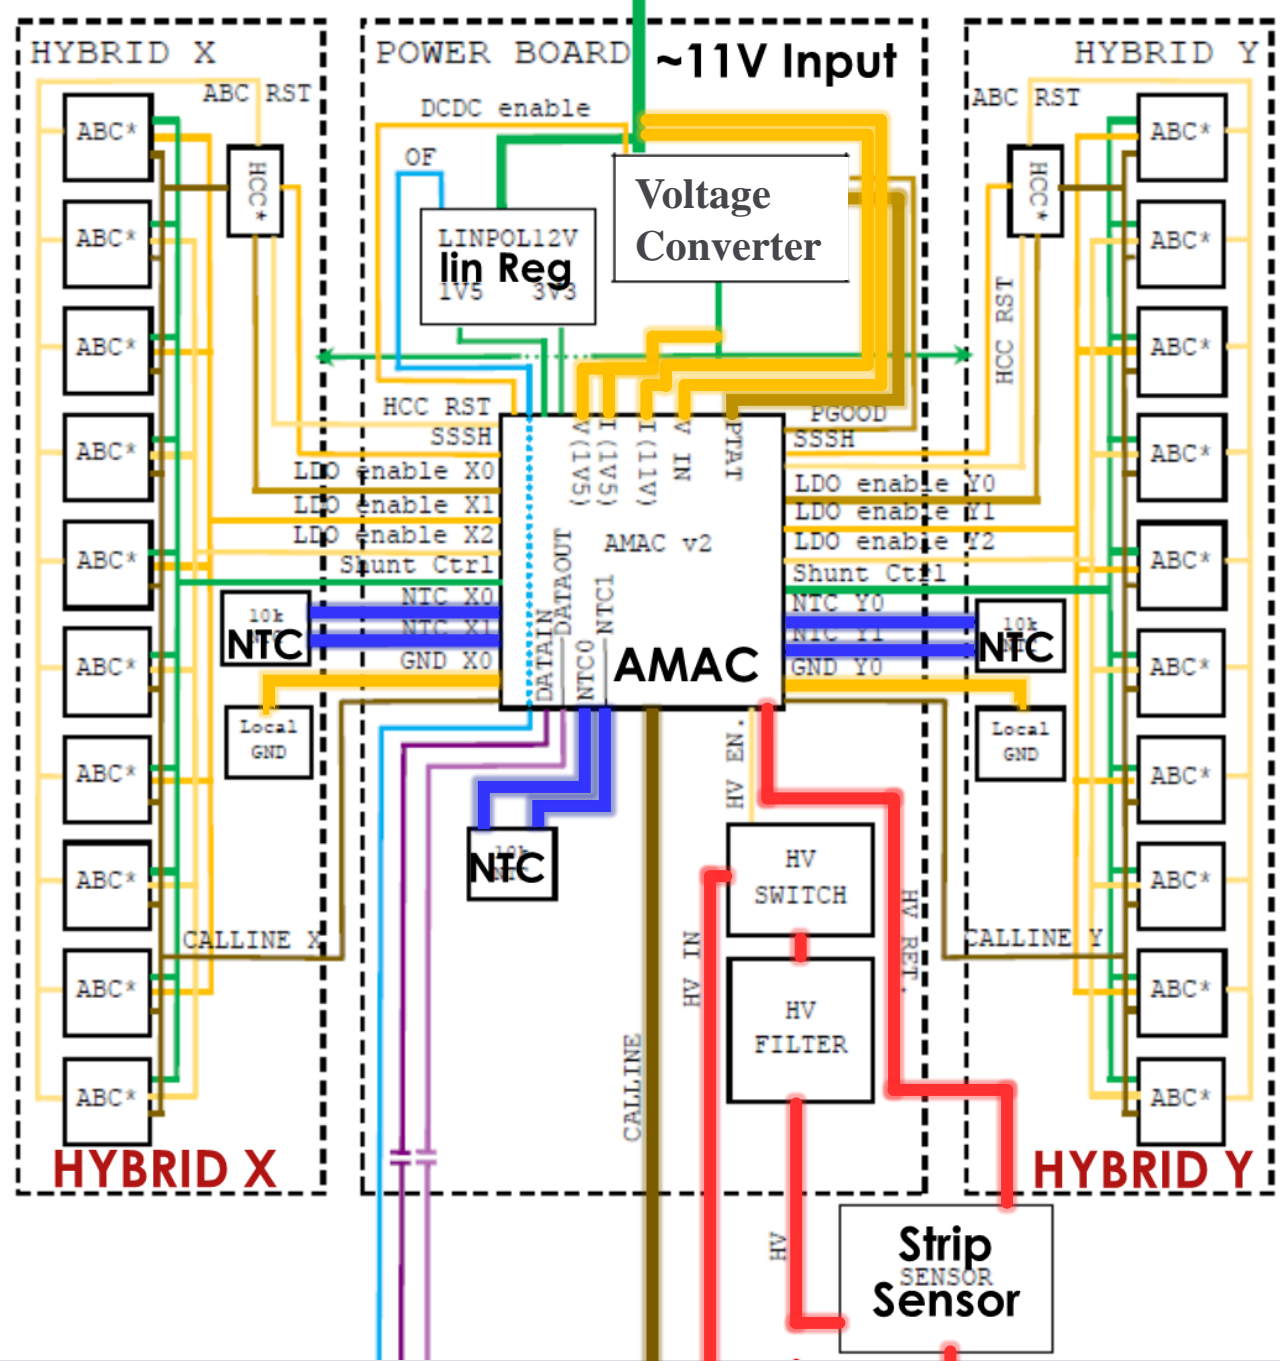 HYBRID X
POWER BOARD
~11V Input
HYBRID Y
ABC RST
DCDC enable
ABC RST
ABC*
HCC*
OF
Voltage
Converter
HCC*
ABC*
ABC*
LINPOL12V
lin Reg
1V5 3V3
ABC*
ABC*
HCC RST
ABC*
HCC RST
SSSH
V(1V5)
I(1V5)
I(11V)
V IN
PTAT
PGOOD
SSSH
ABC*
ABC*
LDO enable X0
LDO enable X1
LDO enable X2
Shunt Ctrl
NTC X0
NTC X1
GND X0
AMAC v2
DATAIN
DATAOUT
NTC0
NTC1
AMAC
LDO enable Y0
LDO enable Y1
LDO enable Y2
Shunt Ctrl
NTC Y0
NTC Y1
GND Y0
ABC*
ABC*
10k
NTC
10k
NTC
ABC*
ABC*
Local
GND
Local
GND
ABC*
ABC*
HV EN.
10k
NTC
HV
SWITCH
ABC*
ABC*
HV RET.
CALLINE X
HV IN
CALLINE Y
ABC*
ABC*
HV
FILTER
CALLINE
ABC*
ABC*
HYBRID X
HYBRID Y
HV
Strip
SENSOR
Sensor